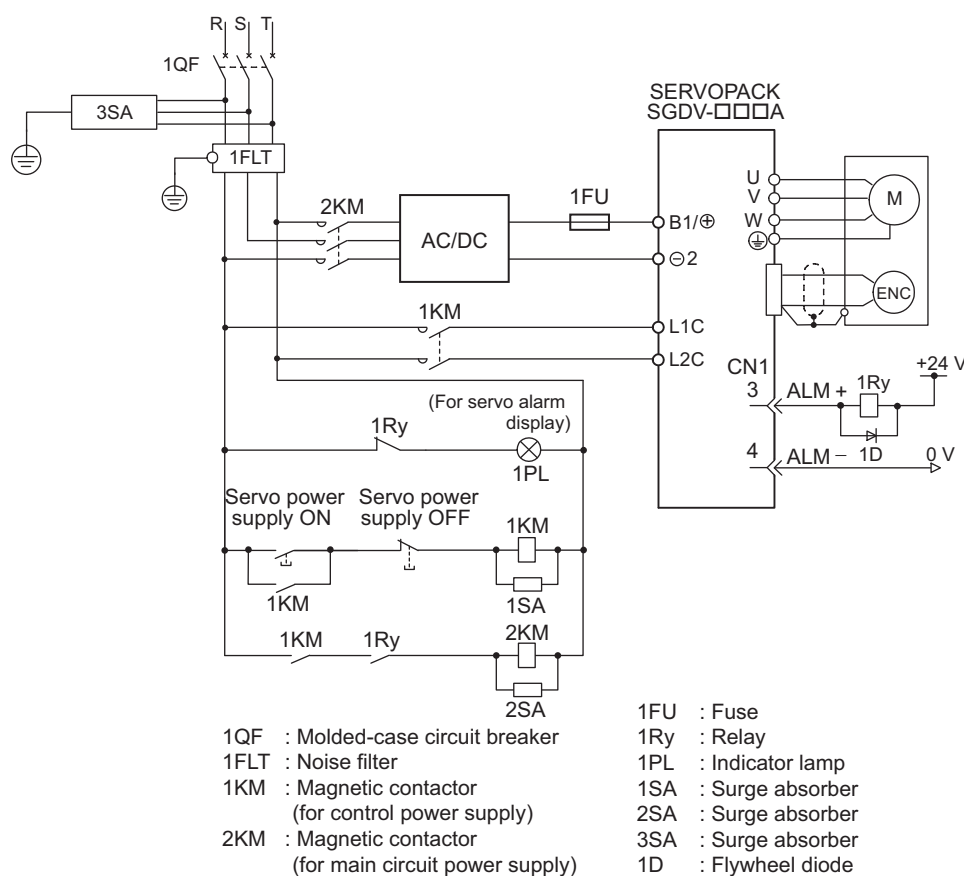 R S T
1QF
3SA
1FLT
SERVOPACK
SGDV-□□□A
2KM
AC/DC
1FU
B1/⊕
⊖2
U
V
W
M
ENC
1KM
L1C
L2C
CN1
3
ALM +
1Ry
+24 V
1D
4
ALM −
0 V
(For servo alarm
display)
1Ry
1PL
Servo power
supply ON
Servo power
supply OFF
1KM
1KM
1SA
1KM
1Ry
2KM
2SA
1QF : Molded-case circuit breaker
1FLT : Noise filter
1KM : Magnetic contactor
(for control power supply)
2KM : Magnetic contactor
(for main circuit power supply)
1FU : Fuse
1Ry : Relay
1PL : Indicator lamp
1SA : Surge absorber
2SA : Surge absorber
3SA : Surge absorber
1D : Flywheel diode